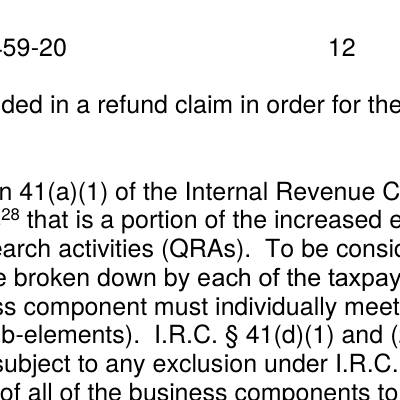 459-20 12
ded in a refund claim in order for the
n 41(a)(1) of the Internal Revenue C
28 that is a portion of the increased e
earch activities (QRAs). To be consid
e broken down by each of the taxpay
ss component must individually meet
b-elements). I.R.C. § 41(d)(1) and (
subject to any exclusion under I.R.C.
of all of the business components to